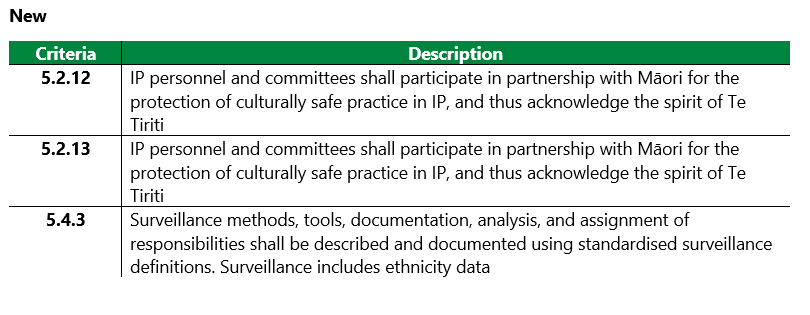 New
Criteria Description
5.2.12 IP personnel and committees shall participate in partnership with Māori for the
protection of culturally safe practice in IP, and thus acknowledge the spirit of Te
Tiriti
5.2.13 IP personnel and committees shall participate in partnership with Māori for the
protection of culturally safe practice in IP, and thus acknowledge the spirit of Te
Tiriti
5.4.3 Surveillance methods, tools, documentation, analysis, and assignment of
responsibilities shall be described and documented using standardised surveillance
definitions. Surveillance includes ethnicity data